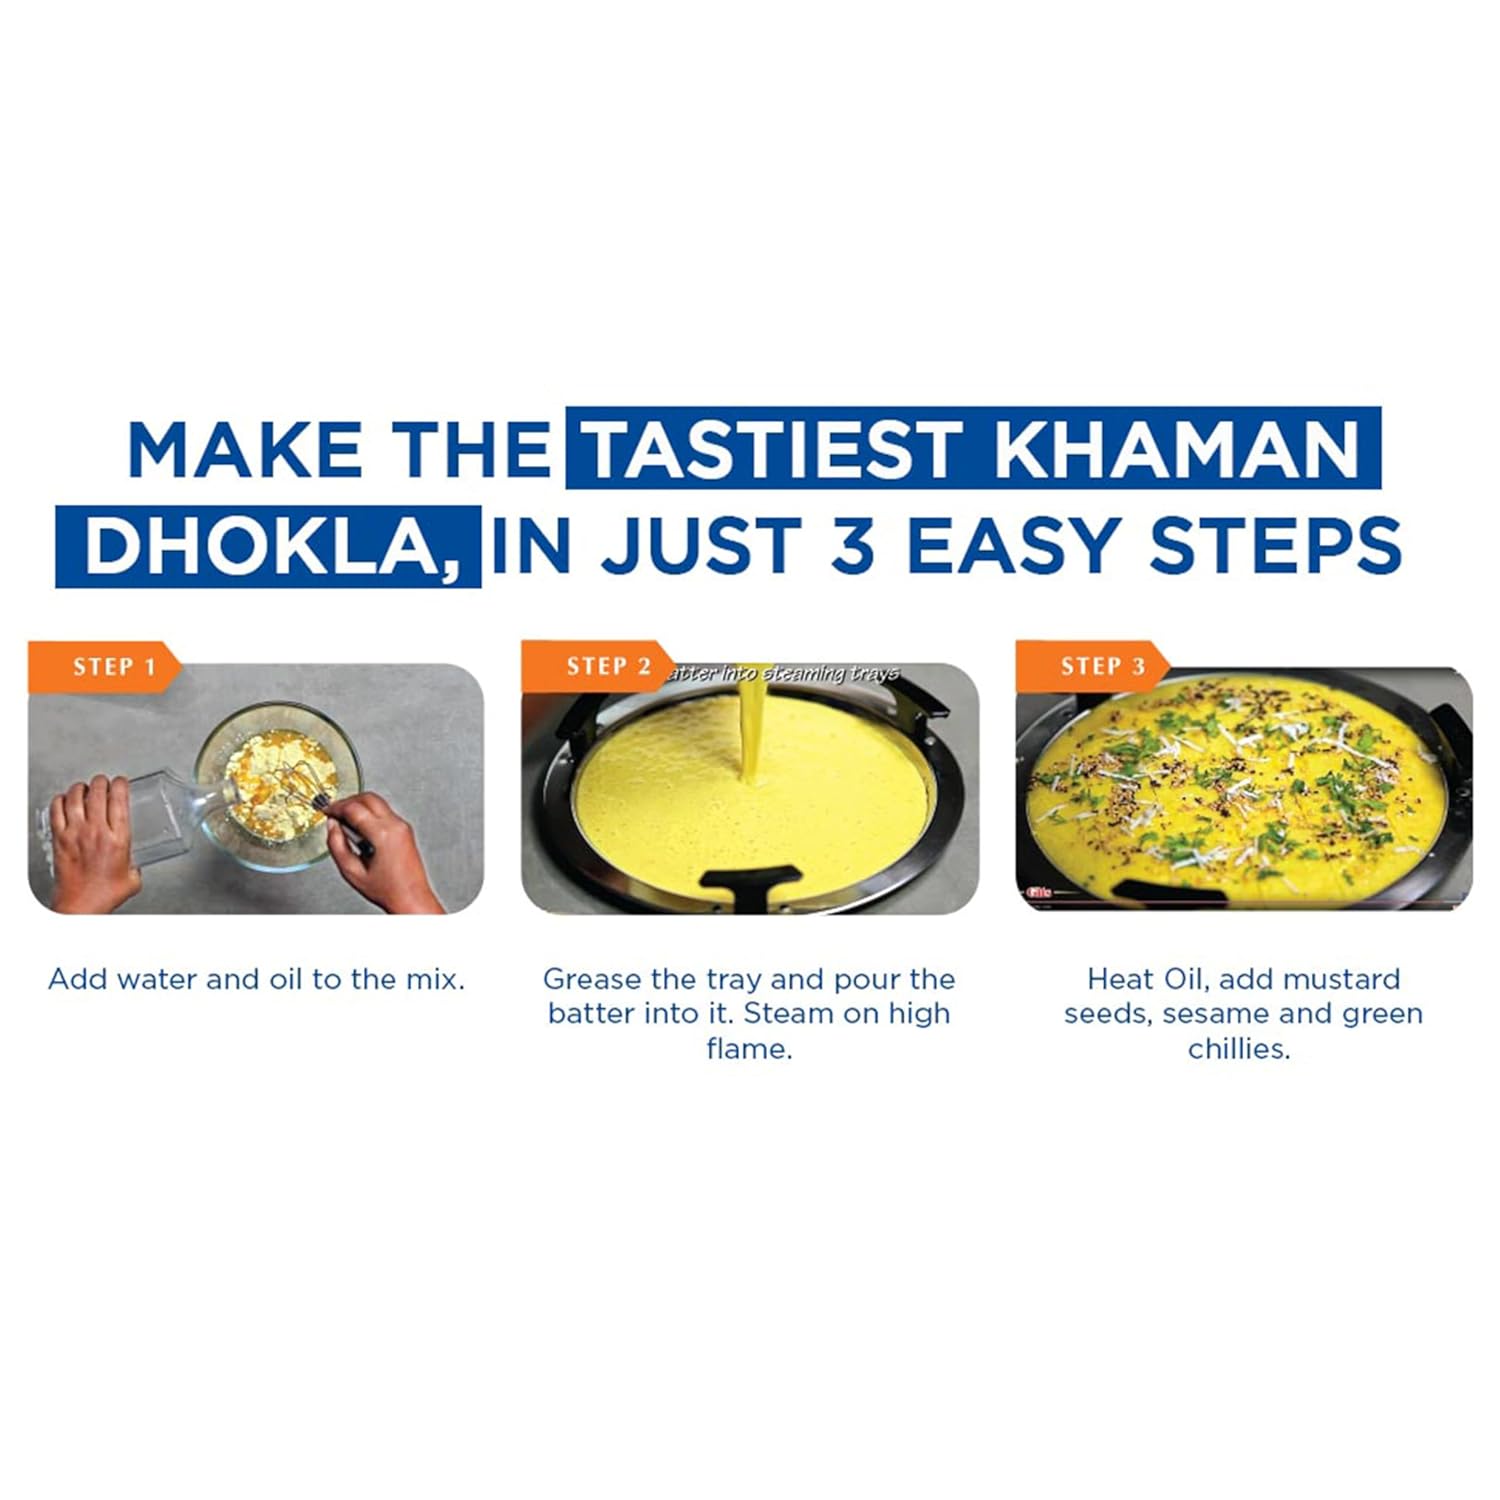 MAKE THE TASTIEST KHAMAN
DHOKLA, IN JUST 3 EASY STEPS
STEP 1
STEP 2
atter into steaming trays
STEP 3
Gits
Add water and oil to the mix.
Grease the tray and pour the
batter into it. Steam on high
flame.
Heat Oil, add mustard
seeds, sesame and green
chillies.